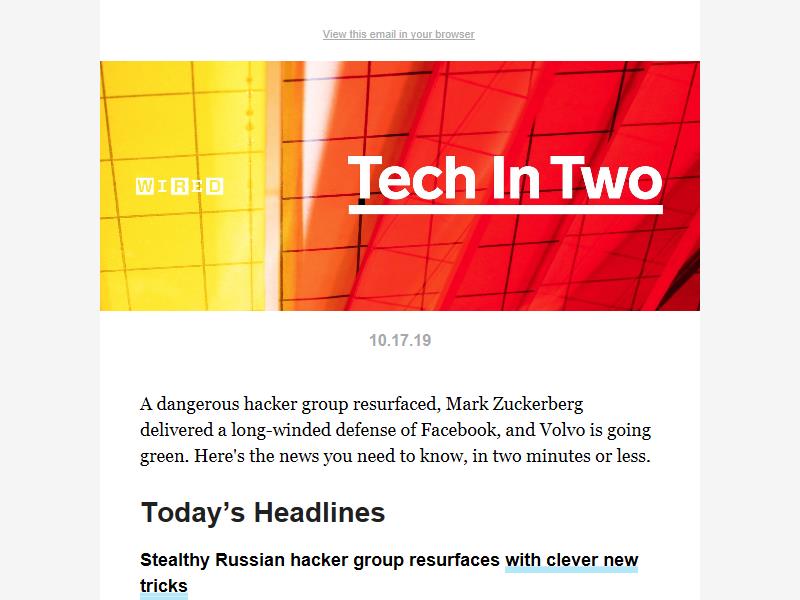 View this email in your browser
WIRED
Tech In Two
10.17.19
A dangerous hacker group resurfaced, Mark Zuckerberg
delivered a long-winded defense of Facebook, and Volvo is going
green. Here's the news you need to know, in two minutes or less.
Today’s Headlines
Stealthy Russian hacker group resurfaces with clever new
tricks